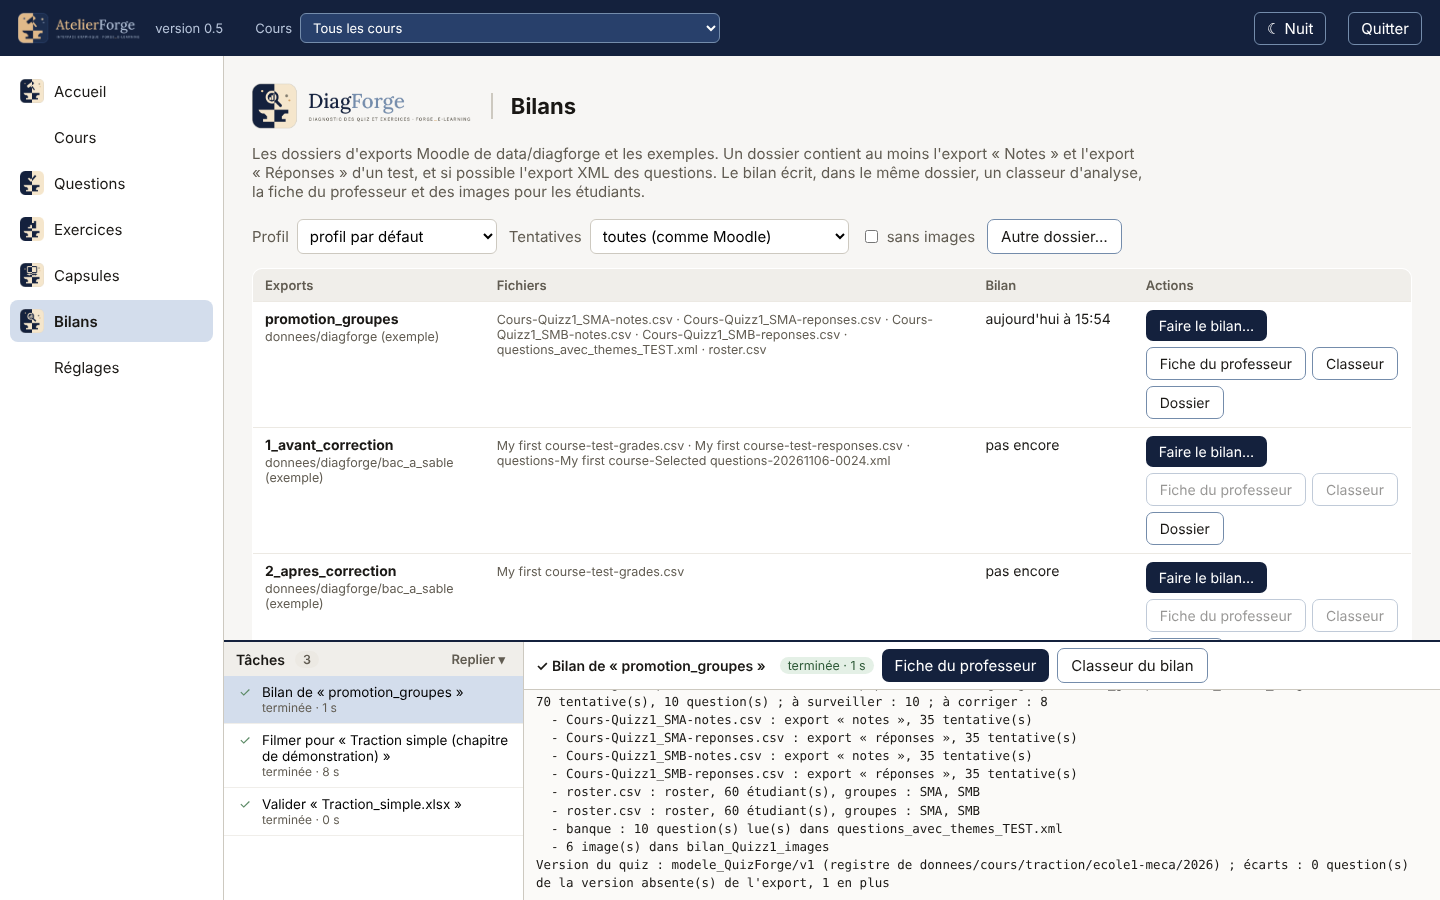 AtelierForge
version 0.5
Cours
Tous les cours
☾ Nuit
Quitter
Accueil
Cours
Questions
Exercices
Capsules
Bilans
Réglages
DiagForge
DIAGNOSTIC DES QUIZ ET EXERCICES · FORGE_E-LEARNING
Bilans
Les dossiers d'exports Moodle de data/diagforge et les exemples. Un dossier contient au moins l'export « Notes » et l'export
« Réponses » d'un test, et si possible l'export XML des questions. Le bilan écrit, dans le même dossier, un classeur d'analyse,
la fiche du professeur et des images pour les étudiants.
Profil
profil par défaut
Tentatives
toutes (comme Moodle)
sans images
Autre dossier...
Exports
Fichiers
Bilan
Actions
promotion_groupes
donnees/diagforge (exemple)
Cours-Quizz1_SMA-notes.csv · Cours-Quizz1_SMA-reponses.csv · Cours-
Quizz1_SMB-notes.csv · Cours-Quizz1_SMB-reponses.csv ·
questions_avec_themes_TEST.xml · roster.csv
aujourd'hui à 15:54
Faire le bilan...
Fiche du professeur
Classeur
Dossier
1_avant_correction
donnees/diagforge/bac_a_sable
(exemple)
My first course-test-grades.csv · My first course-test-responses.csv ·
questions-My first course-Selected questions-20261106-0024.xml
pas encore
Faire le bilan...
Fiche du professeur
Classeur
Dossier
2_apres_correction
donnees/diagforge/bac_a_sable
(exemple)
My first course-test-grades.csv
pas encore
Faire le bilan...
Fiche du professeur
Classeur
Tâches
3
Replier ▾
✓ Bilan de « promotion_groupes »
terminée · 1 s
✓ Filmer pour « Traction simple (chapitre
de démonstration) »
terminée · 8 s
✓ Valider « Traction_simple.xlsx »
terminée · 0 s
✓ Bilan de « promotion_groupes »
terminée · 1 s
Fiche du professeur
Classeur du bilan
70 tentative(s), 10 question(s) ; à surveiller : 10 ; à corriger : 8
- Cours-Quizz1_SMA-notes.csv : export « notes », 35 tentative(s)
- Cours-Quizz1_SMA-reponses.csv : export « réponses », 35 tentative(s)
- Cours-Quizz1_SMB-notes.csv : export « notes », 35 tentative(s)
- Cours-Quizz1_SMB-reponses.csv : export « réponses », 35 tentative(s)
- roster.csv : roster, 60 étudiant(s), groupes : SMA, SMB
- roster.csv : roster, 60 étudiant(s), groupes : SMA, SMB
- banque : 10 question(s) lue(s) dans questions_avec_themes_TEST.xml
- 6 image(s) dans bilan_Quizz1_images
Version du quiz : modele_QuizForge/v1 (registre de donnees/cours/traction/ecole1-meca/2026) ; écarts : 0 question(s)
de la version absente(s) de l'export, 1 en plus